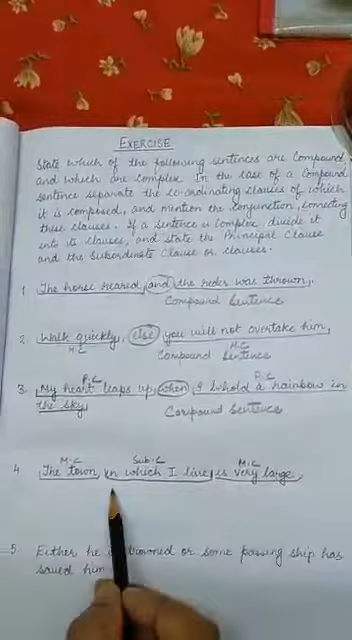 EXERCISE
State which of the following sentences are Compound,
and which are complex. In the case of a Compound
sentence separate the co-ordinating clauses of which
it is composed, and mention the conjunction, connecting
these clauses. If a sentence is Complex, divide it
into its clauses, and state the Principal Clause
and the Subordinate Clause or clauses.
1. The horse reared, and the rider was thrown.
Compound Sentence
2. Walk quickly, else you will not overtake him,
M.C M.C
Compound Sentence
P.C P.C
3. My heart leaps up when I behold a rainbow in
the sky.
Compound Sentence
M.C Sub.C M.C
4 The town in which I live is very large.
5 Either he is drowned or some passing ship has
saved him